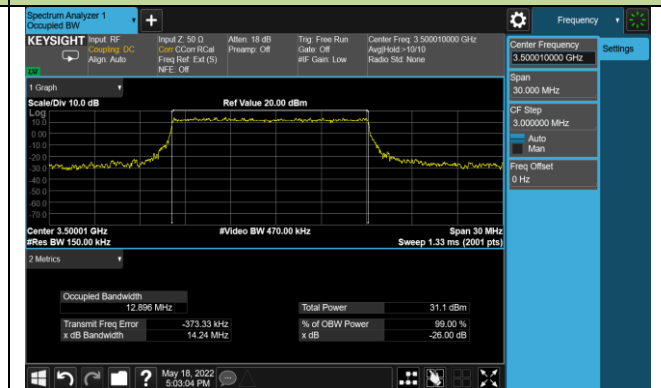 Spectrum Analyzer 1
Occupied BW
+
Frequency
KEYSIGHT
Input: RF
Coupling: DC
Align: Auto
Input Z: 50 Ω
Corr CCorr RCal
Freq Ref: Ext (S)
NFE: Off
Atten: 18 dB
Preamp: Off
Trig: Free Run
Gate: Off
#IF Gain: Low
Center Freq: 3.500010000 GHz
Avg|Hold:>10/10
Radio Std: None
LW
Center Frequency
3.500010000 GHz
Settings
Span
30.000 MHz
CF Step
3.000000 MHz
Auto
Man
Freq Offset
0 Hz
1 Graph
Scale/Div 10.0 dB
Ref Value 20.00 dBm
Log
10.0
0.00
-10.0
-20.0
-30.0
-40.0
-50.0
-60.0
-70.0
Center 3.50001 GHz
#Video BW 470.00 kHz
Span 30 MHz
#Res BW 150.00 kHz
Sweep 1.33 ms (2001 pts)
2 Metrics
Occupied Bandwidth
12.896 MHz
Total Power
31.1 dBm
Transmit Freq Error
-373.33 kHz
% of OBW Power
99.00 %
x dB Bandwidth
14.24 MHz
x dB
-26.00 dB
?
May 18, 2022
5:03:04 PM